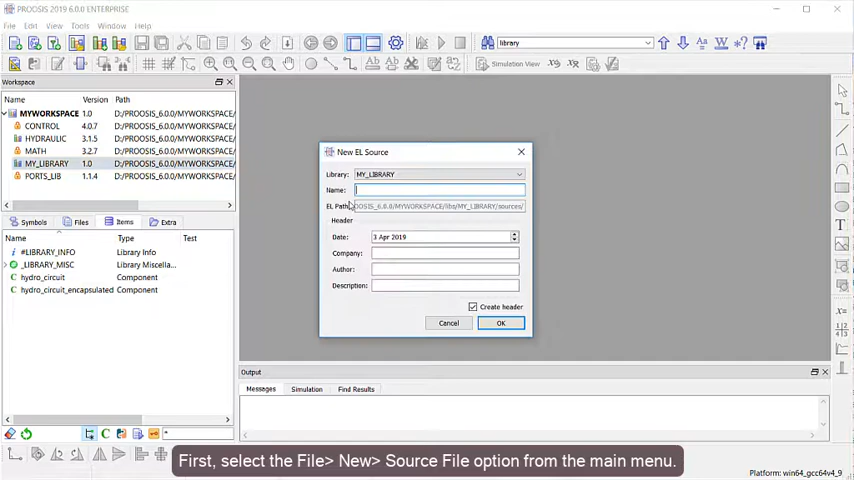 PROOSIS 2019 6.0.0 ENTERPRISE
File Edit View Tools Window Help
library
Simulation View
Workspace
Name Version Path
MYWORKSPACE 1.0 D:/PROOSIS_6.0.0/MYWORKSPACE/
CONTROL 4.0.7 D:/PROOSIS_6.0.0/MYWORKSPACE/
HYDRAULIC 3.1.5 D:/PROOSIS_6.0.0/MYWORKSPACE/
MATH 3.2.7 D:/PROOSIS_6.0.0/MYWORKSPACE/
MY_LIBRARY 1.0 D:/PROOSIS_6.0.0/MYWORKSPACE/
PORTS_LIB 1.1.4 D:/PROOSIS_6.0.0/MYWORKSPACE/
Symbols Files Items Extra
Name Type Test
#LIBRARY_INFO Library Info
_LIBRARY_MISC Library Miscella...
hydro_circuit Component
hydro_circuit_encapsulated Component
*
New EL Source
Library: MY_LIBRARY
Name:
EL Path: OOSIS_6.0.0/MYWORKSPACE/libs/MY_LIBRARY/sources/
Header
Date: 3 Apr 2019
Company:
Author:
Description:
Create header
Cancel OK
Output
Messages Simulation Find Results
First, select the File> New> Source File option from the main menu.
Platform: win64_gcc64v4_9